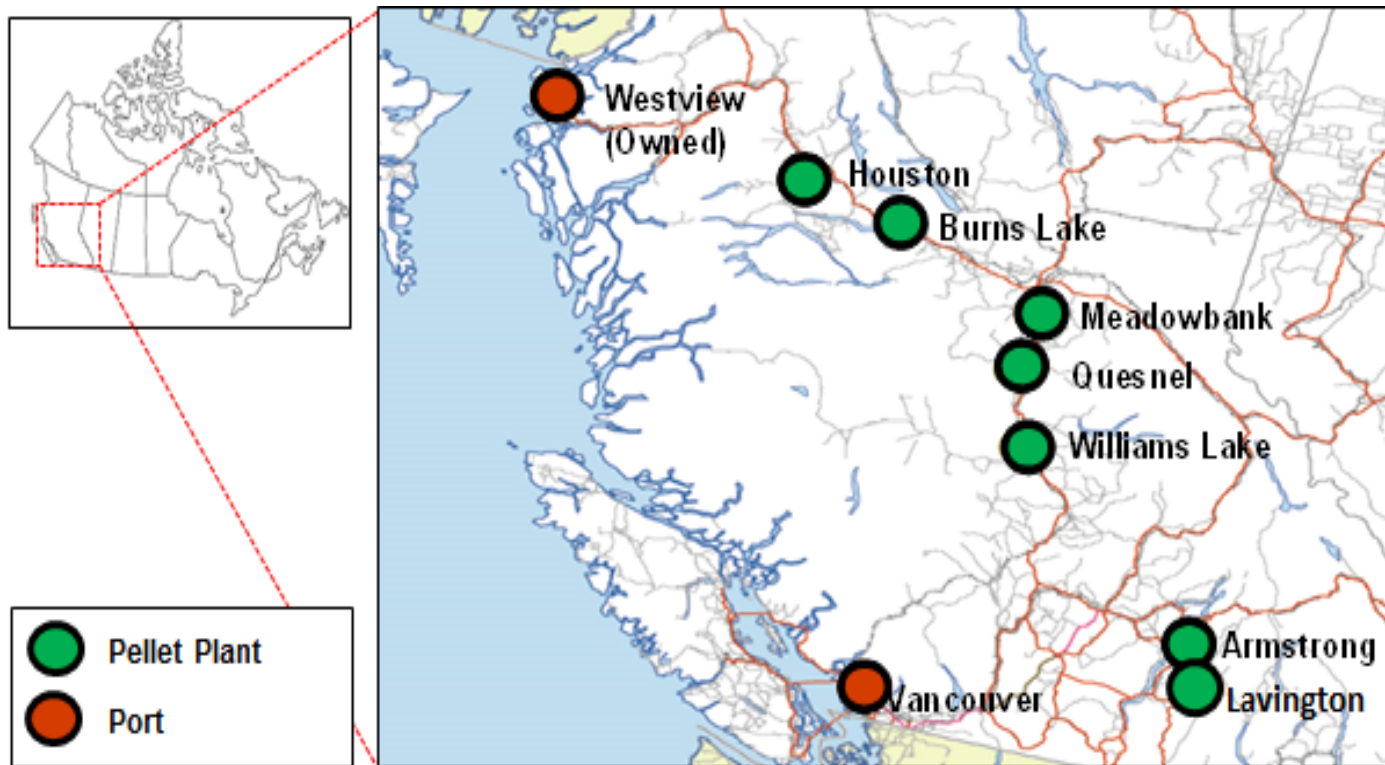 Westview
(Owned)
Houston
Burns Lake
Meadowbank
Quesnel
Williams Lake
Armstrong
Lavington
Vancouver
Pellet Plant
Port